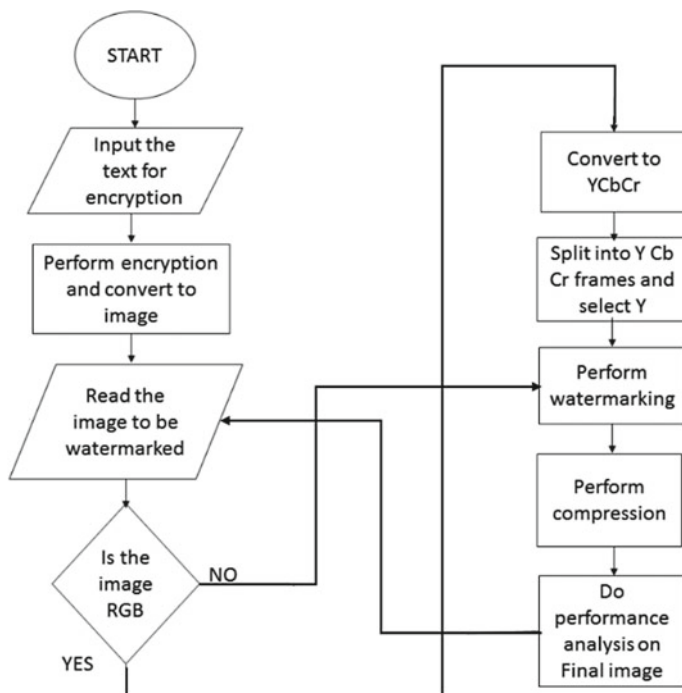 START
Input the
text for
encryption
Perform encryption
and convert to
image
Read the
image to be
watermarked
Is the
image
RGB
NO
YES
Convert to
YCbCr
Split into Y Cb
Cr frames and
select Y
Perform
watermarking
Perform
compression
Do
performance
analysis on
Final image